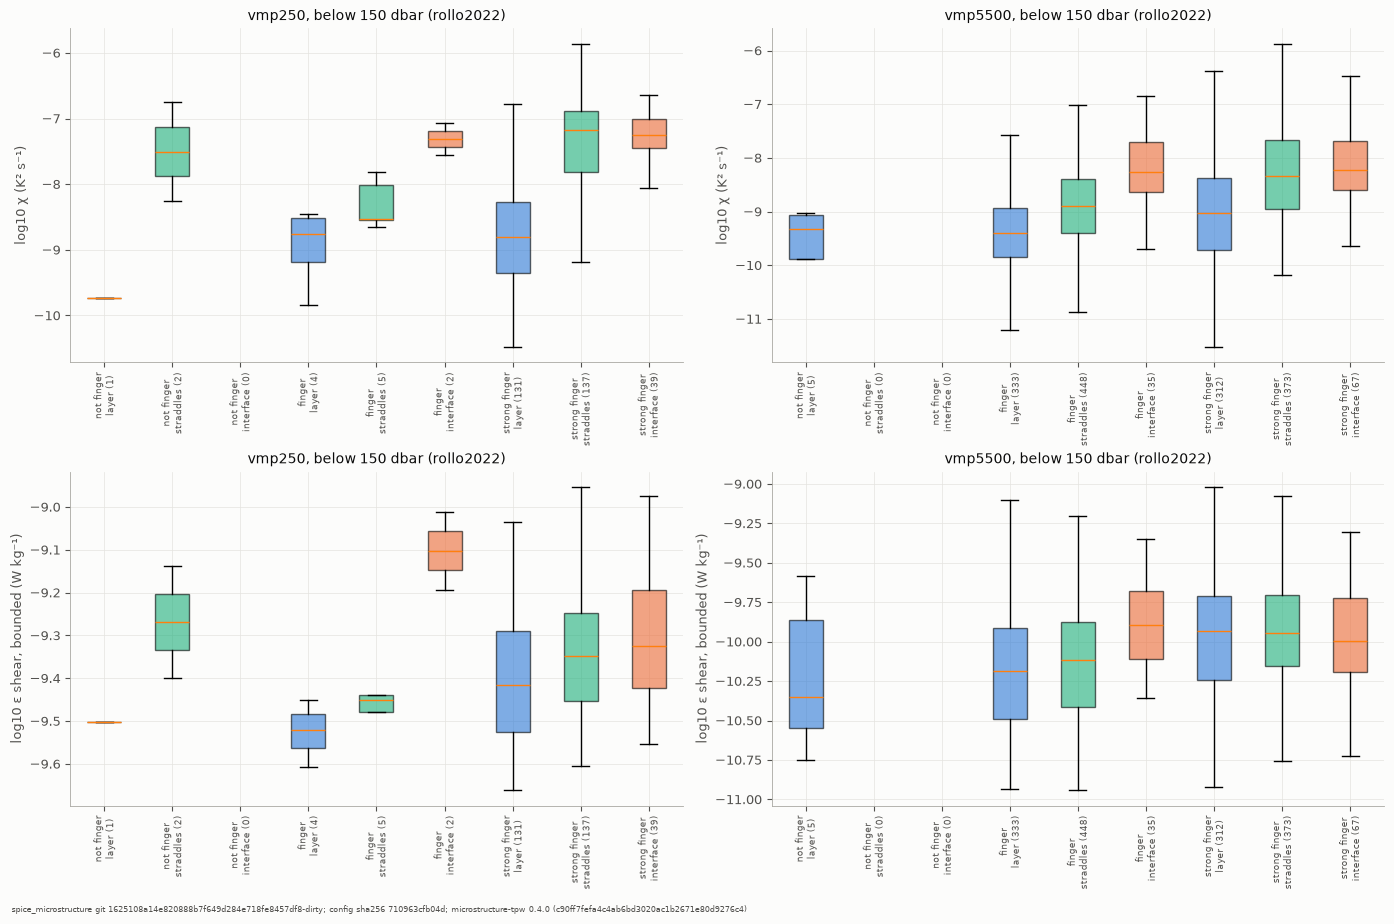 vmp250, below 150 dbar (rollo2022)
log10 χ (K² s⁻¹)
−6
−7
−8
−9
−10
not finger
layer (1)
not finger
straddles (2)
not finger
interface (0)
finger
layer (4)
finger
straddles (5)
finger
interface (2)
strong finger
layer (131)
strong finger
straddles (137)
strong finger
interface (39)
vmp5500, below 150 dbar (rollo2022)
log10 χ (K² s⁻¹)
−6
−7
−8
−9
−10
−11
not finger
layer (5)
not finger
straddles (0)
not finger
interface (0)
finger
layer (333)
finger
straddles (448)
finger
interface (35)
strong finger
layer (312)
strong finger
straddles (373)
strong finger
interface (67)
vmp250, below 150 dbar (rollo2022)
log10 ε shear, bounded (W kg⁻¹)
−9.0
−9.1
−9.2
−9.3
−9.4
−9.5
−9.6
not finger
layer (1)
not finger
straddles (2)
not finger
interface (0)
finger
layer (4)
finger
straddles (5)
finger
interface (2)
strong finger
layer (131)
strong finger
straddles (137)
strong finger
interface (39)
vmp5500, below 150 dbar (rollo2022)
log10 ε shear, bounded (W kg⁻¹)
−9.00
−9.25
−9.50
−9.75
−10.00
−10.25
−10.50
−10.75
−11.00
not finger
layer (5)
not finger
straddles (0)
not finger
interface (0)
finger
layer (333)
finger
straddles (448)
finger
interface (35)
strong finger
layer (312)
strong finger
straddles (373)
strong finger
interface (67)
spice_microstructure git 1625108a14e820888b7f649d284e718fe8457df8-dirty; config sha256 710963cfb04d; microstructure-tpw 0.4.0 (c90ff7fefa4c4ab6bd3020ac1b2671e80d9276c4)